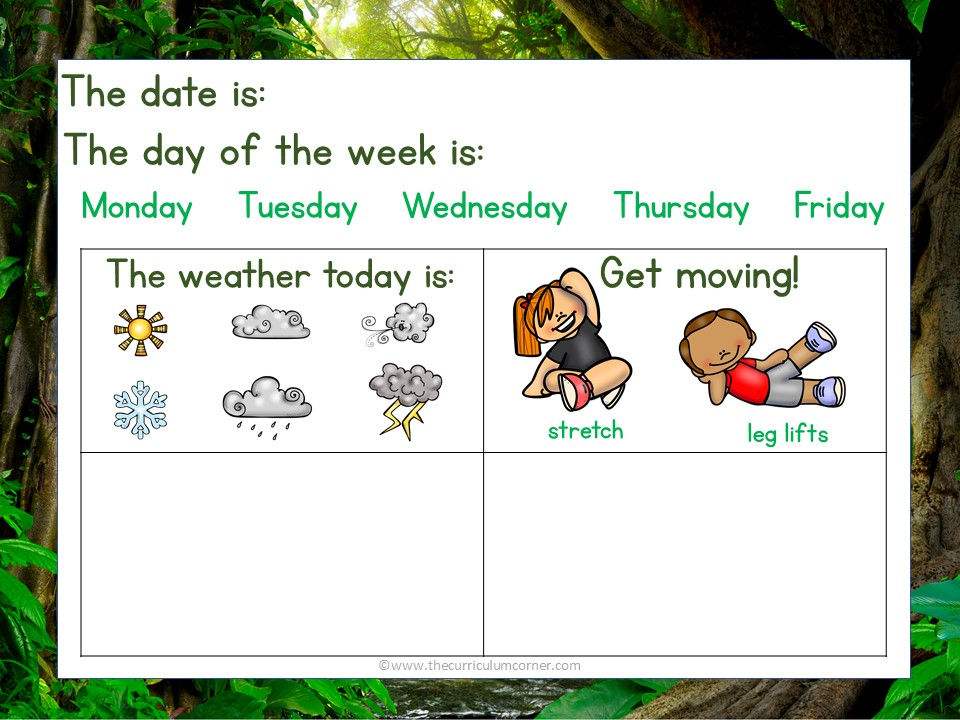 The date is:
The day of the week is:
Monday Tuesday Wednesday Thursday Friday
The weather today is:
Get moving!
stretch
leg lifts
©www.thecurriculumcorner.com